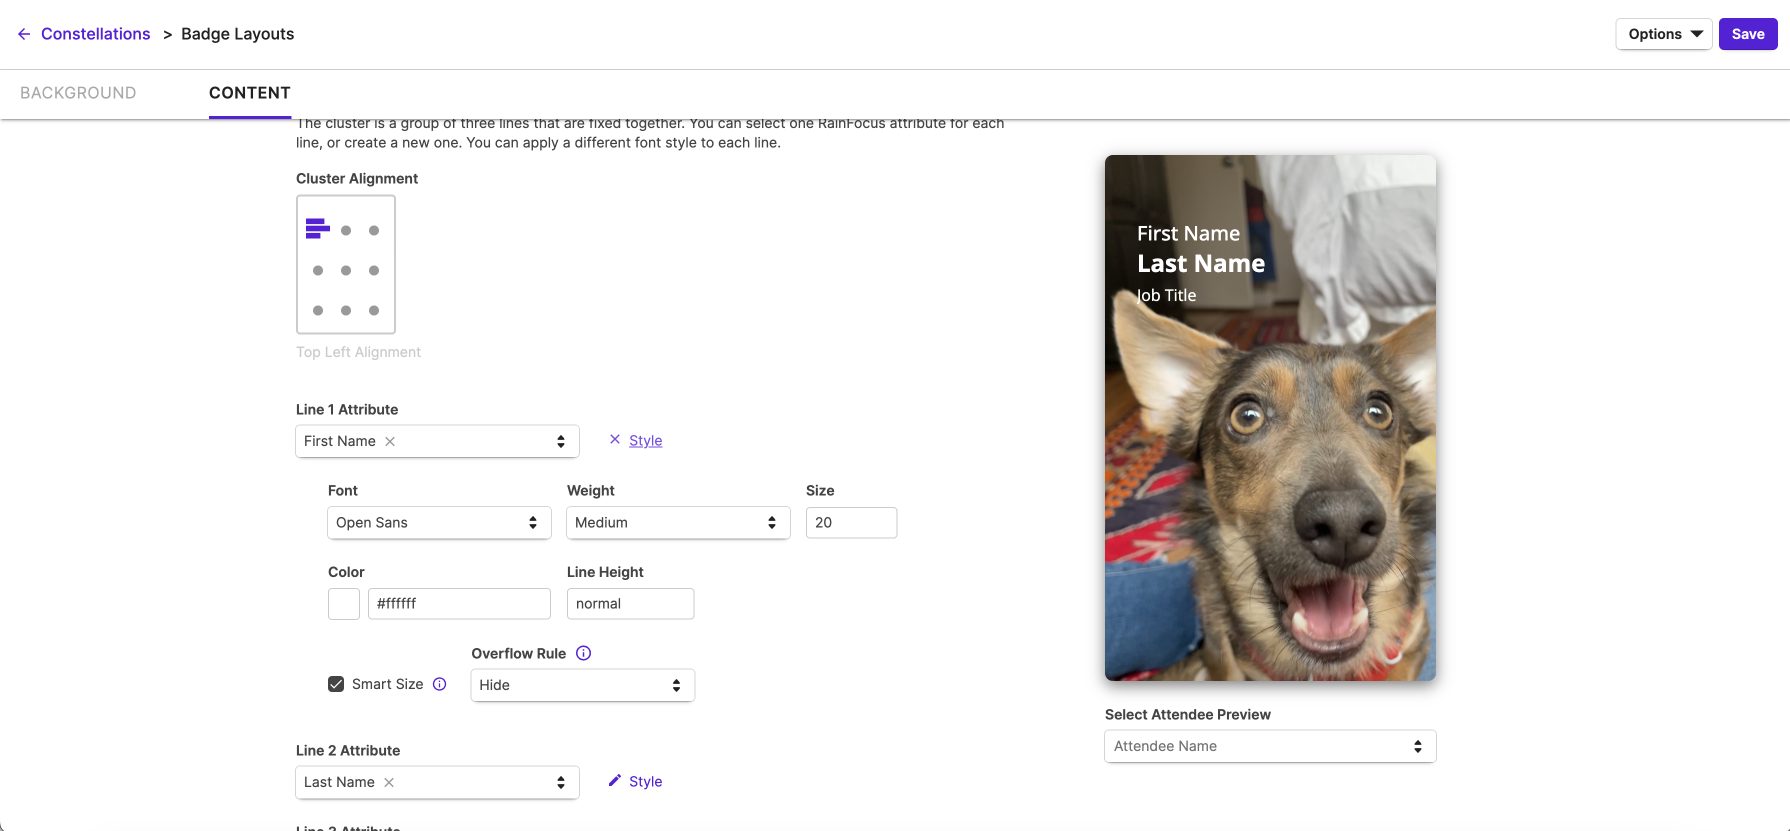 Constellations > Badge Layouts
Options
Save
BACKGROUND
CONTENT
The cluster is a group of three lines that are fixed together. You can select one RainFocus attribute for each
line, or create a new one. You can apply a different font style to each line.
Cluster Alignment
Top Left Alignment
Line 1 Attribute
First Name
Style
Font
Weight
Size
Open Sans
Medium
20
Color
Line Height
#ffffff
normal
Overflow Rule
Smart Size
Hide
Line 2 Attribute
Last Name
Style
Line 3 Attribute
First Name
Last Name
Job Title
Select Attendee Preview
Attendee Name